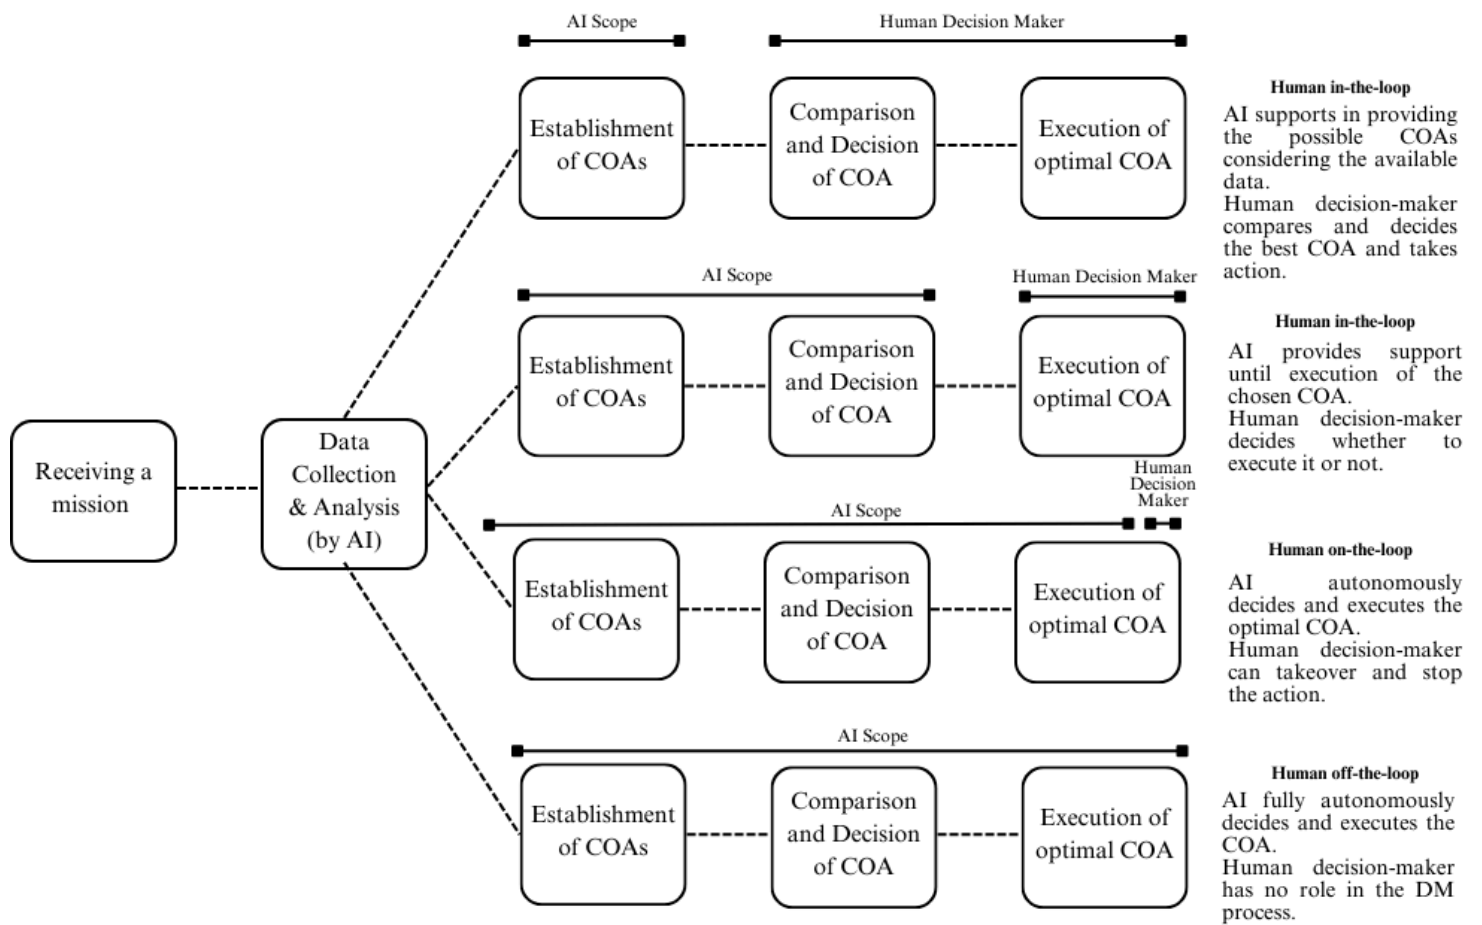 AI Scope
Human Decision Maker
Establishment
of COAs
Comparison
and Decision
of COA
Execution of
optimal COA
Human in-the-loop
AI supports in providing
the possible COAs
considering the available
data.
Human decision-maker
compares and decides
the best COA and takes
action.
AI Scope
Human Decision Maker
Establishment
of COAs
Comparison
and Decision
of COA
Execution of
optimal COA
Human in-the-loop
AI provides support
until execution of the
chosen COA.
Human decision-maker
decides whether to
execute it or not.
Receiving a
mission
Data
Collection
& Analysis
(by AI)
AI Scope
Human
Decision
Maker
Establishment
of COAs
Comparison
and Decision
of COA
Execution of
optimal COA
Human on-the-loop
AI autonomously
decides and executes the
optimal COA.
Human decision-maker
can takeover and stop
the action.
AI Scope
Establishment
of COAs
Comparison
and Decision
of COA
Execution of
optimal COA
Human off-the-loop
AI fully autonomously
decides and executes the
COA.
Human decision-maker
has no role in the DM
process.